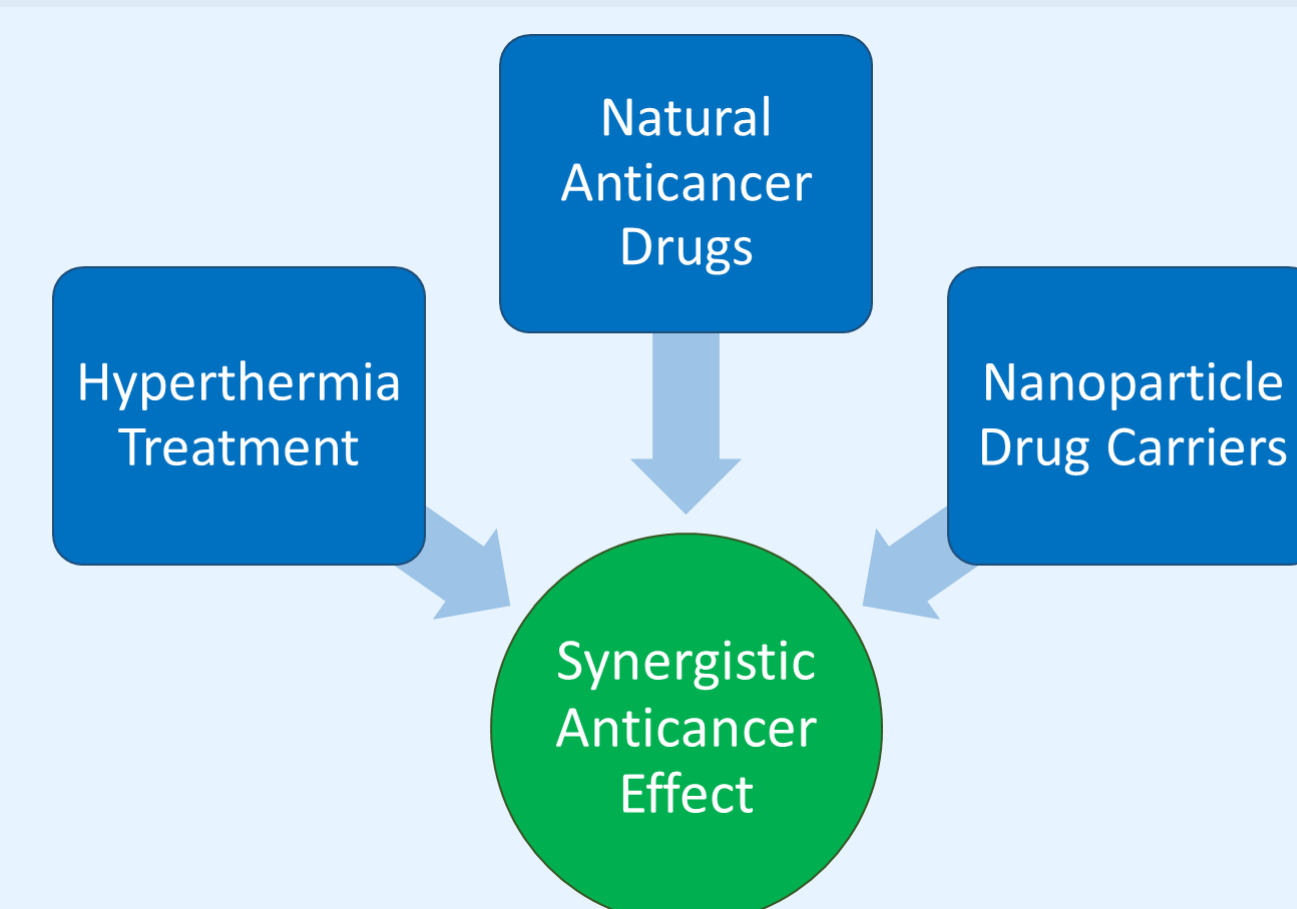 Natural
Anticancer
Drugs
Hyperthermia
Treatment
Nanoparticle
Drug Carriers
Synergistic
Anticancer
Effect